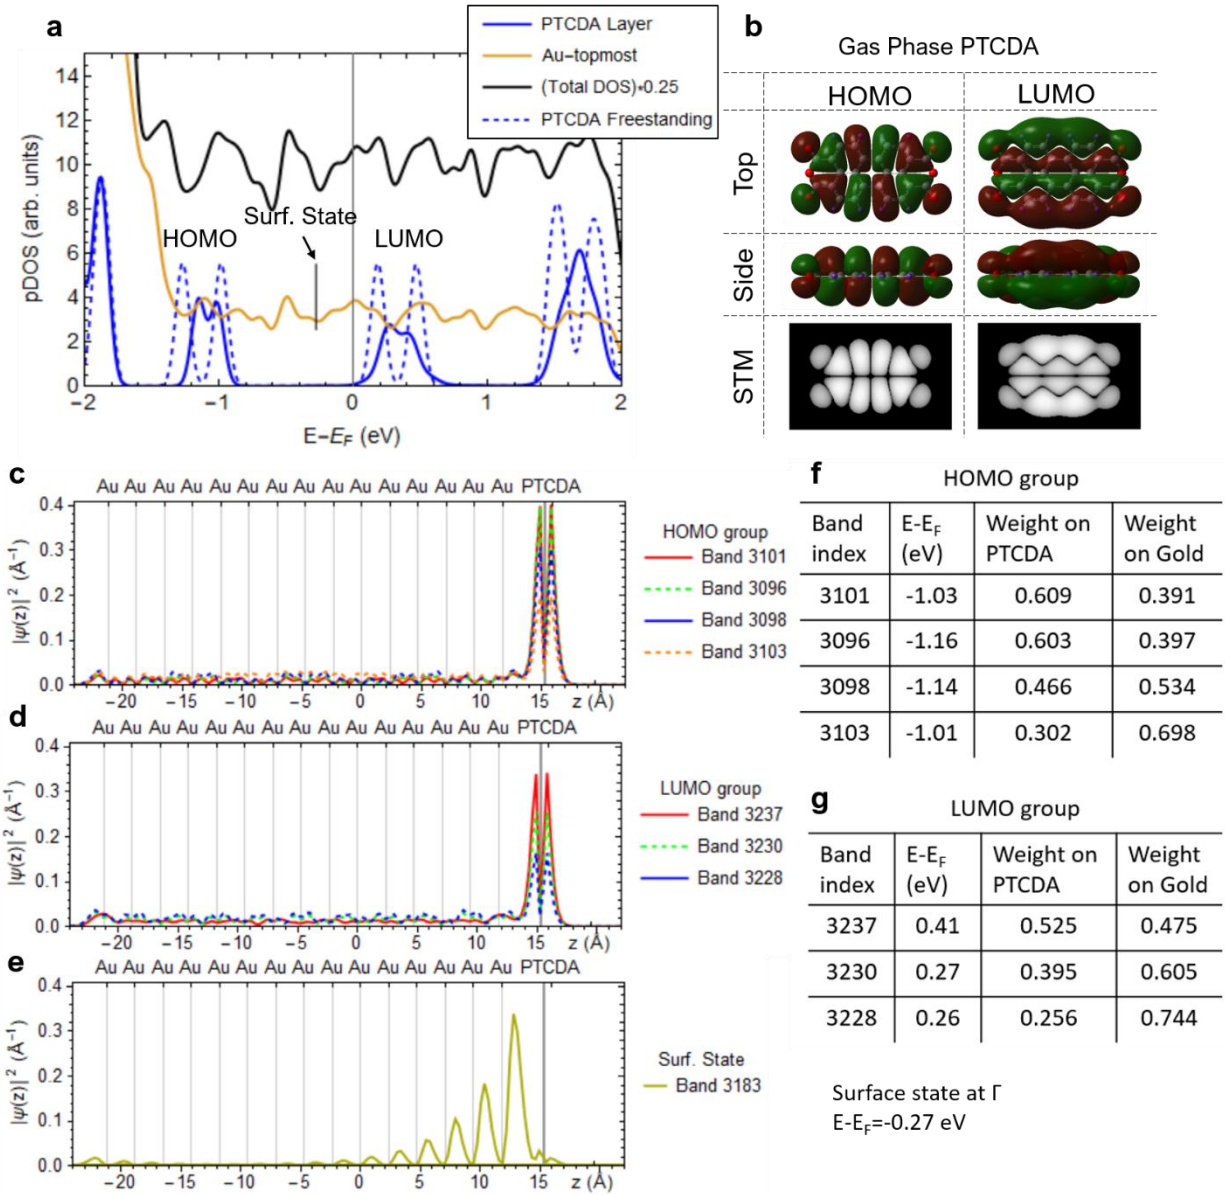 a
PTCDA Layer
Au-topmost
(Total DOS)*0.25
PTCDA Freestanding
pDOS (arb. units)
14
12
10
8
6
4
2
0
HOMO
Surf. State
LUMO
-2
-1
0
1
2
E-E_F (eV)
b
Gas Phase PTCDA
HOMO
LUMO
Top
Side
STM
c
Au Au Au Au Au Au Au Au Au Au Au Au Au Au Au PTCDA
|ψ(z)|² (Å⁻¹)
0.4
0.3
0.2
0.1
0.0
-20
-15
-10
-5
0
5
10
15
z (Å)
HOMO group
Band 3101
Band 3096
Band 3098
Band 3103
d
Au Au Au Au Au Au Au Au Au Au Au Au Au Au Au PTCDA
|ψ(z)|² (Å⁻¹)
0.4
0.3
0.2
0.1
0.0
-20
-15
-10
-5
0
5
10
15
z (Å)
LUMO group
Band 3237
Band 3230
Band 3228
e
Au Au Au Au Au Au Au Au Au Au Au Au Au Au Au PTCDA
|ψ(z)|² (Å⁻¹)
0.4
0.3
0.2
0.1
0.0
-20
-15
-10
-5
0
5
10
15
z (Å)
Surf. State
Band 3183
f
HOMO group
Band index E-E_F (eV) Weight on PTCDA Weight on Gold
3101 -1.03 0.609 0.391
3096 -1.16 0.603 0.397
3098 -1.14 0.466 0.534
3103 -1.01 0.302 0.698
g
LUMO group
Band index E-E_F (eV) Weight on PTCDA Weight on Gold
3237 0.41 0.525 0.475
3230 0.27 0.395 0.605
3228 0.26 0.256 0.744
Surface state at Γ
E-E_F=-0.27 eV